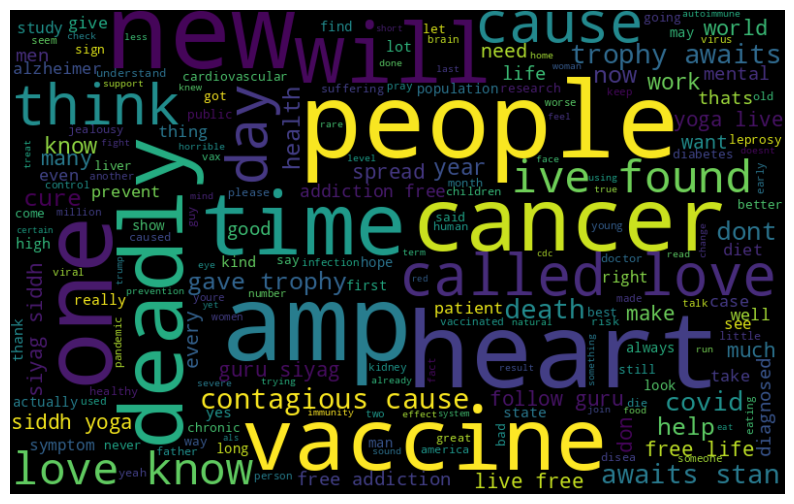 new
will
cause
people
vaccine
cancer
heart
time
amp
deadly
one
think
day
ive found
called love
love know
contagious cause
trophy awaits
awaits stan
gave trophy
guru siyag
siyag siddh
siddh yoga
yoga live
follow guru
addiction free
free addiction
free life
live free
death
covid
help
dont
know
cure
many
even
prevent
health
spread
year
good
need
life
now
work
world
mental
thats
want
make
much
take
well
see
right
diet
better
diagnosed
patient
first
every
kind
say
hope
study
give
men
alzheimer
sign
seem
check
less
short
find
lot
let
brain
going
may
virus
autoimmune
understand
support
cardiovascular
got
done
home
last
woman
suffering
pray
population
research
keep
old
feel
knew
public
jealousy
fight
horrible
treat
another
thing
liver
vax
rare
worse
leprosy
diabetes
doesnt
level
face
using
true
early
control
million
come
high
show
caused
mind
guy
please
month
children
said
human
young
doctor
cdc
read
change
term
infection
eye
youre
number
yet
women
prevention
trump
viral
really
pandemic
thank
healthy
actually
used
symptom
never
yeah
way
father
chronic
yes
long
als
person
severe
trying
already
kidney
immunity
two
effect
system
man
sound
america
great
state
bad
join
food
die
eat
eating
someone
disea
don
vaccinated
natural
risk
best
fact
red
result
something
made
talk
case
little
run
always
still
look